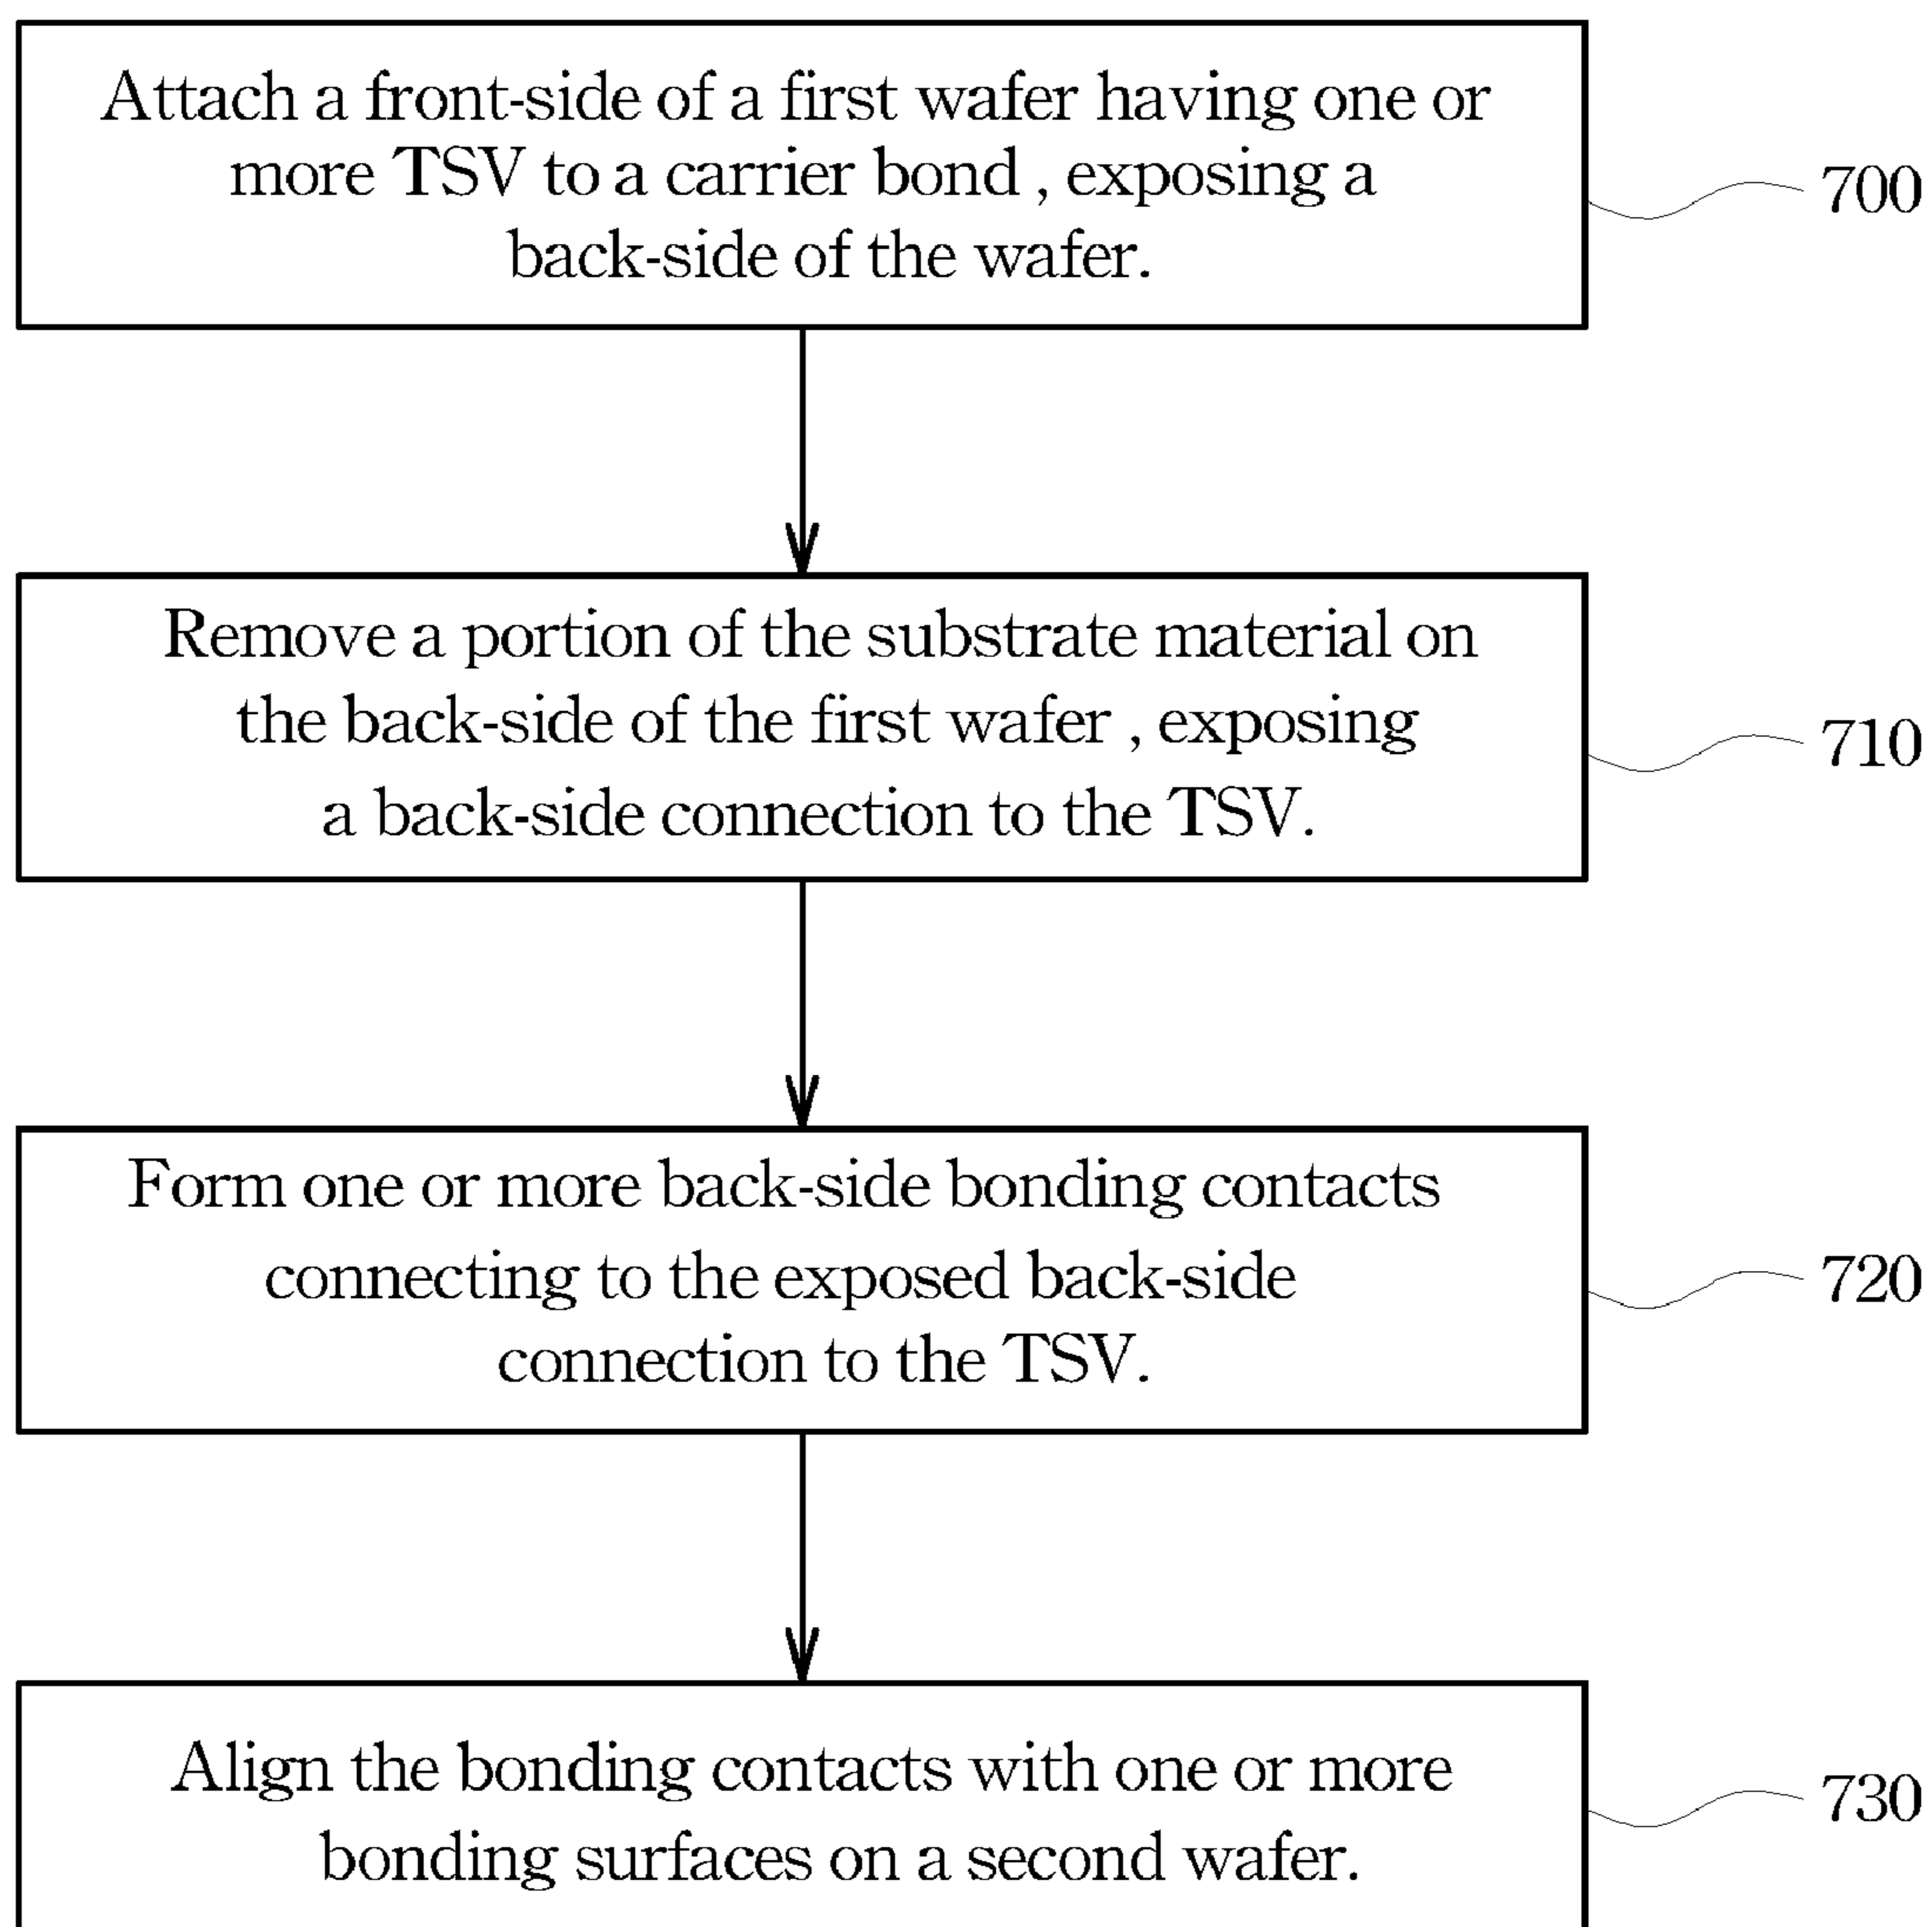 Attach a front-side of a first wafer having one or
more TSV to a carrier bond , exposing a
back-side of the wafer.
700
Remove a portion of the substrate material on
the back-side of the first wafer , exposing
a back-side connection to the TSV.
710
Form one or more back-side bonding contacts
connecting to the exposed back-side
connection to the TSV.
720
Align the bonding contacts with one or more
bonding surfaces on a second wafer.
730